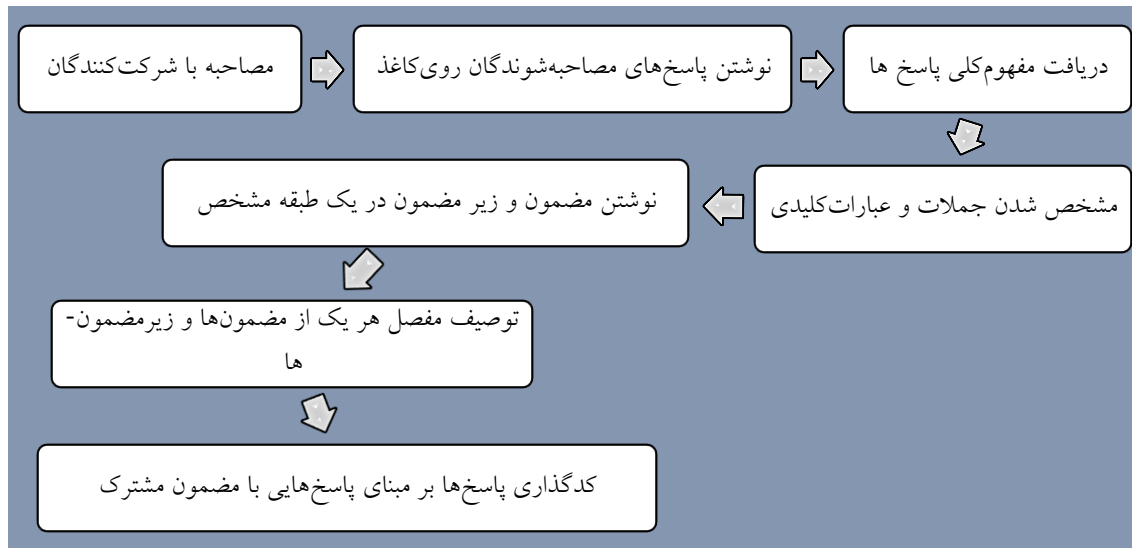 مصاحبه با شرکت‌کنندگان
نوشتن پاسخ‌های مصاحبه‌شوندگان روی‌کاغذ
دریافت مفهوم‌کلی پاسخ ها
مشخص شدن جملات و عبارات‌کلیدی
نوشتن مضمون و زیر مضمون در یک طبقه مشخص
توصیف مفصل هر یک از مضمون‌ها و زیرمضمون-
ها
کدگذاری پاسخ‌ها بر مبنای پاسخ‌هایی با مضمون مشترک